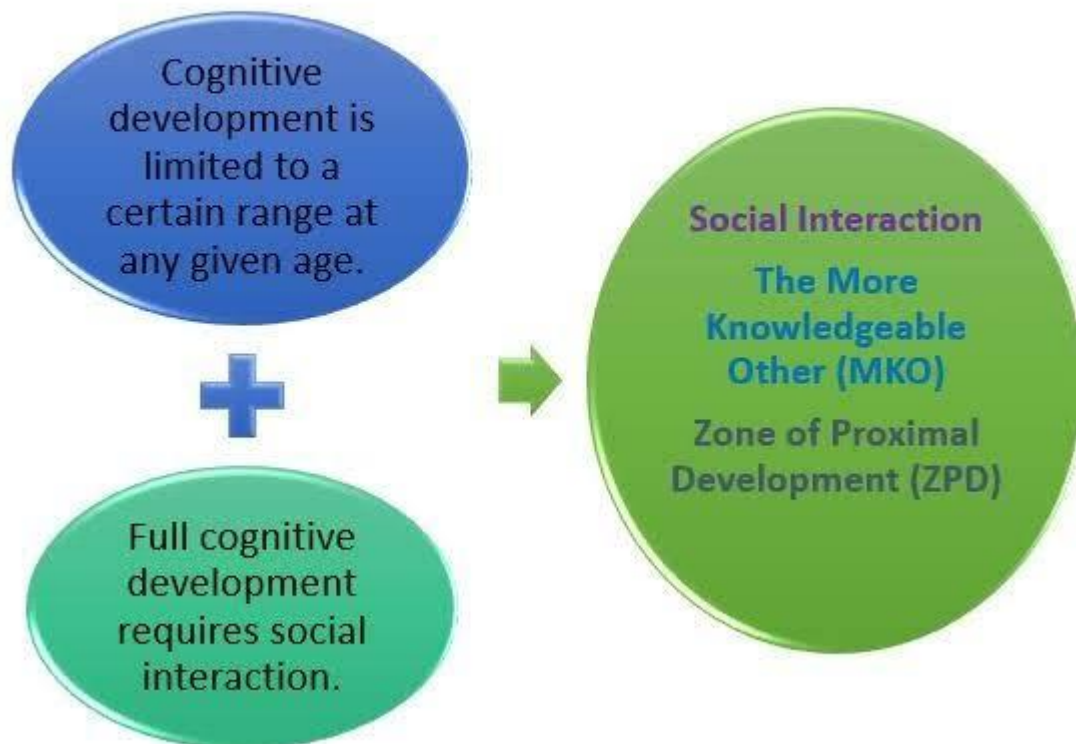 Cognitive
development is
limited to a
certain range at
any given age.
Full cognitive
development
requires social
interaction.
Social Interaction
The More
Knowledgeable
Other (MKO)
Zone of Proximal
Development (ZPD)